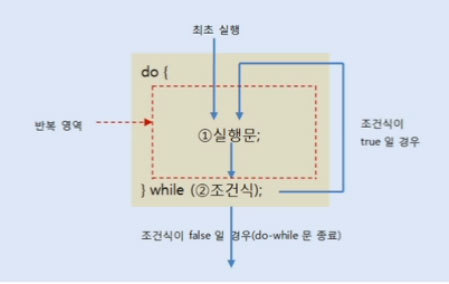 최초 실행
do {
반복 영역
①실행문;
조건식이
true 일 경우
} while (②조건식);
조건식이 false 일 경우(do-while 문 종료)